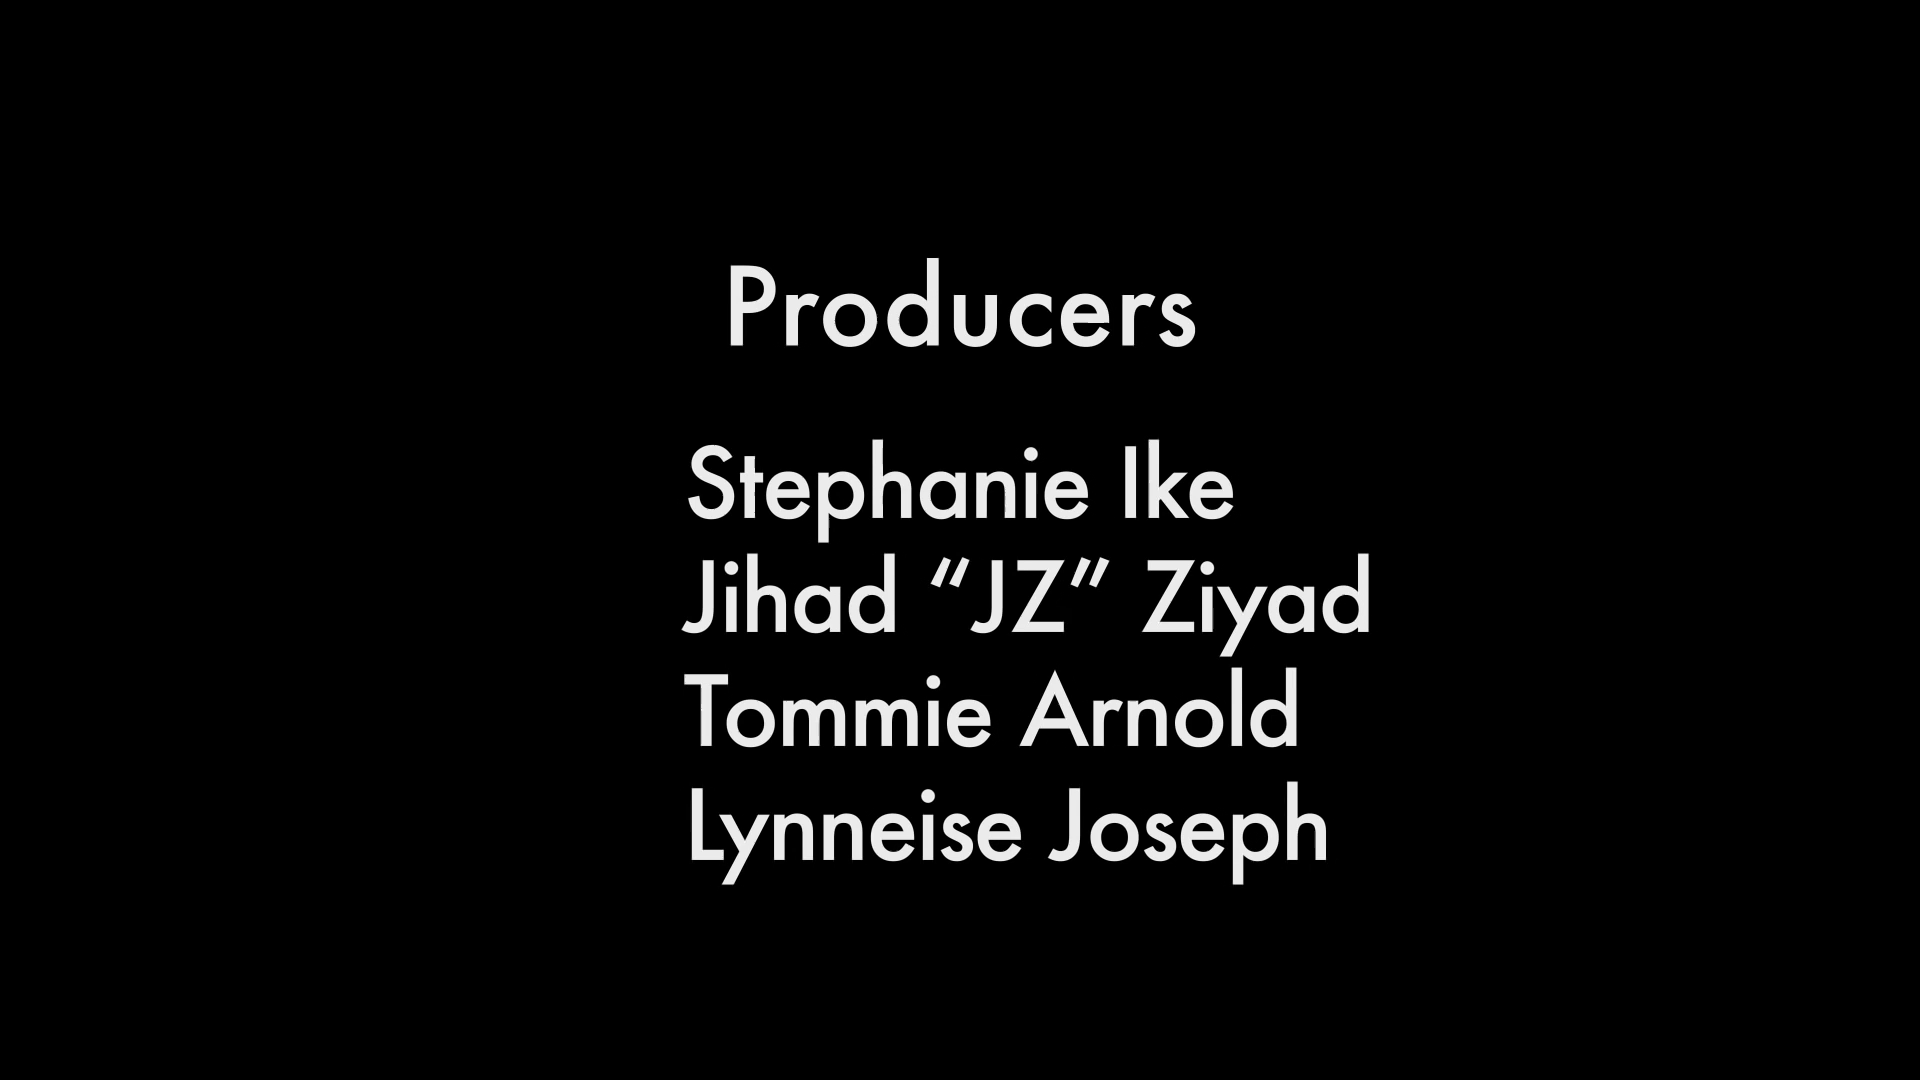 Producers
Stephanie Ike
Jihad “JZ” Ziyad
Tommie Arnold
Lynneise Joseph